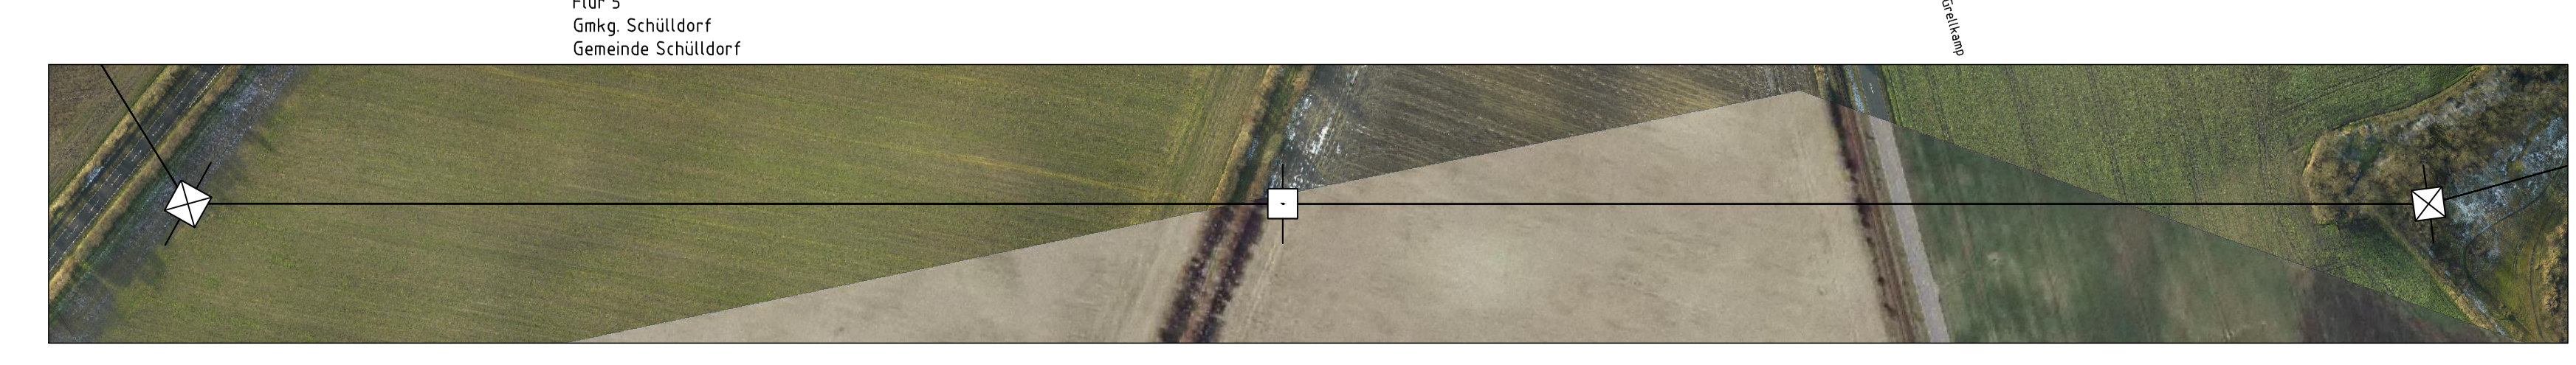 Flur 5
Gmkg. Schülldorf
Gemeinde Schülldorf
Grellkamp